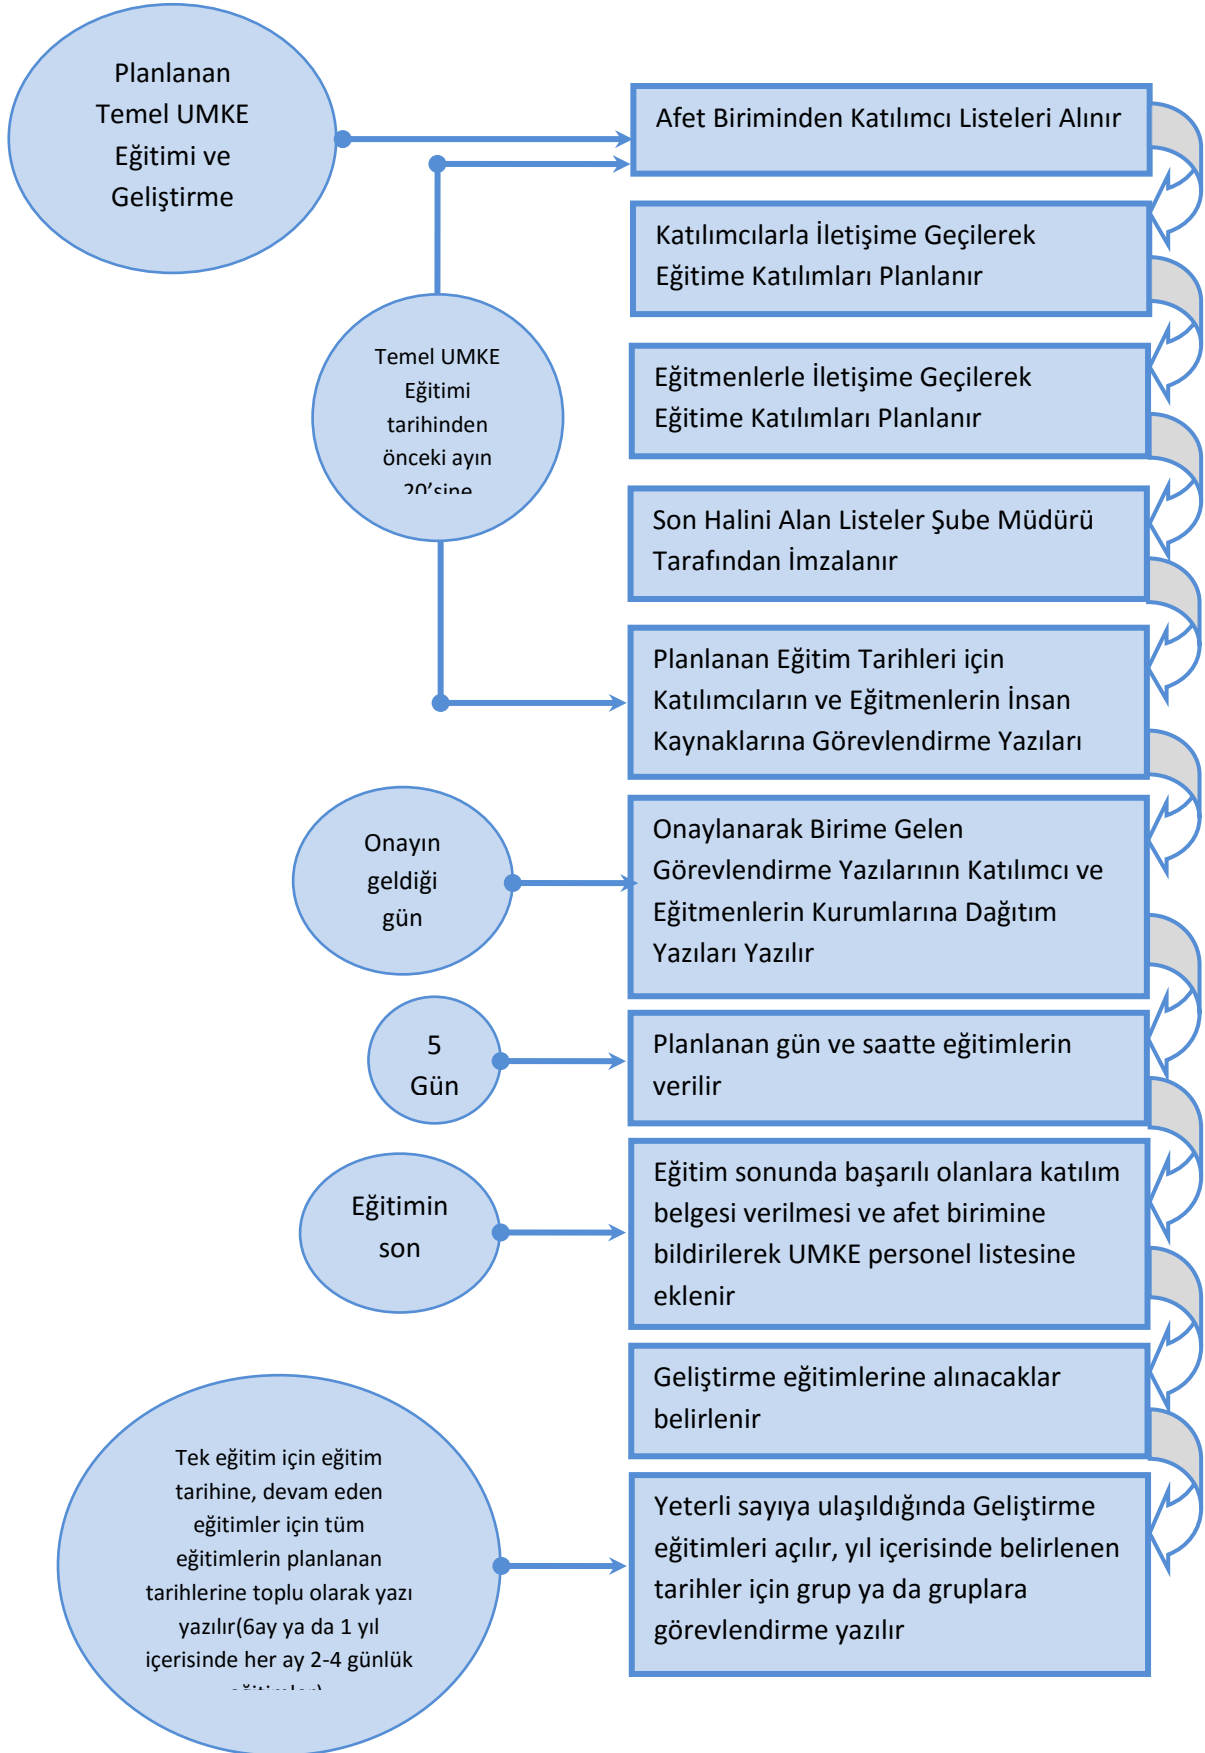 Planlanan
Temel UMKE
Eğitimi ve
Geliştirme
Afet Biriminden Katılımcı Listeleri Alınır
Katılımcılarla İletişime Geçilerek
Eğitime Katılımları Planlanır
Temel UMKE
Eğitimi
tarihinden
önceki ayın
20’sine
Eğitmenlerle İletişime Geçilerek
Eğitime Katılımları Planlanır
Son Halini Alan Listeler Şube Müdürü
Tarafından İmzalanır
Planlanan Eğitim Tarihleri için
Katılımcıların ve Eğitmenlerin İnsan
Kaynaklarına Görevlendirme Yazıları
Onayın
geldiği
gün
Onaylanarak Birime Gelen
Görevlendirme Yazılarının Katılımcı ve
Eğitmenlerin Kurumlarına Dağıtım
Yazıları Yazılır
5
Gün
Planlanan gün ve saatte eğitimlerin
verilir
Eğitimin
son
Eğitim sonunda başarılı olanlara katılım
belgesi verilmesi ve afet birimine
bildirilerek UMKE personel listesine
eklenir
Geliştirme eğitimlerine alınacaklar
belirlenir
Tek eğitim için eğitim
tarihine, devam eden
eğitimler için tüm
eğitimlerin planlanan
tarihlerine toplu olarak yazı
yazılır(6ay ya da 1 yıl
içerisinde her ay 2-4 günlük
Yeterli sayıya ulaşıldığında Geliştirme
eğitimleri açılır, yıl içerisinde belirlenen
tarihler için grup ya da gruplara
görevlendirme yazılır